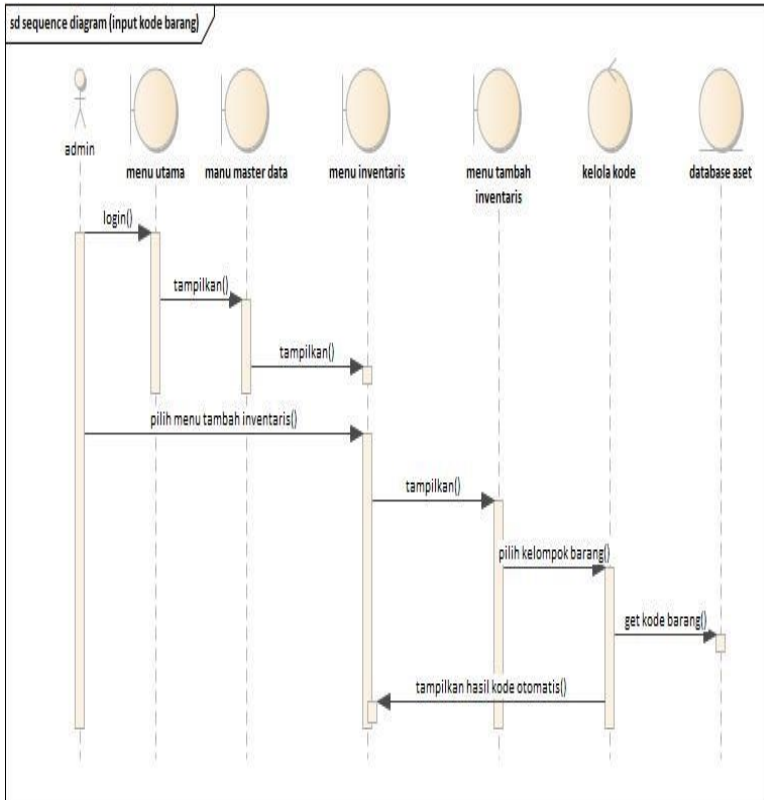 sd sequence diagram (input kode barang)
admin
menu utama
manu master data
menu inventaris
menu tambah
inventaris
kelola kode
database aset
login()
tampilkan()
tampilkan()
pilih menu tambah inventaris()
tampilkan()
pilih kelompok barang()
get kode barang()
tampilkan hasil kode otomatis()